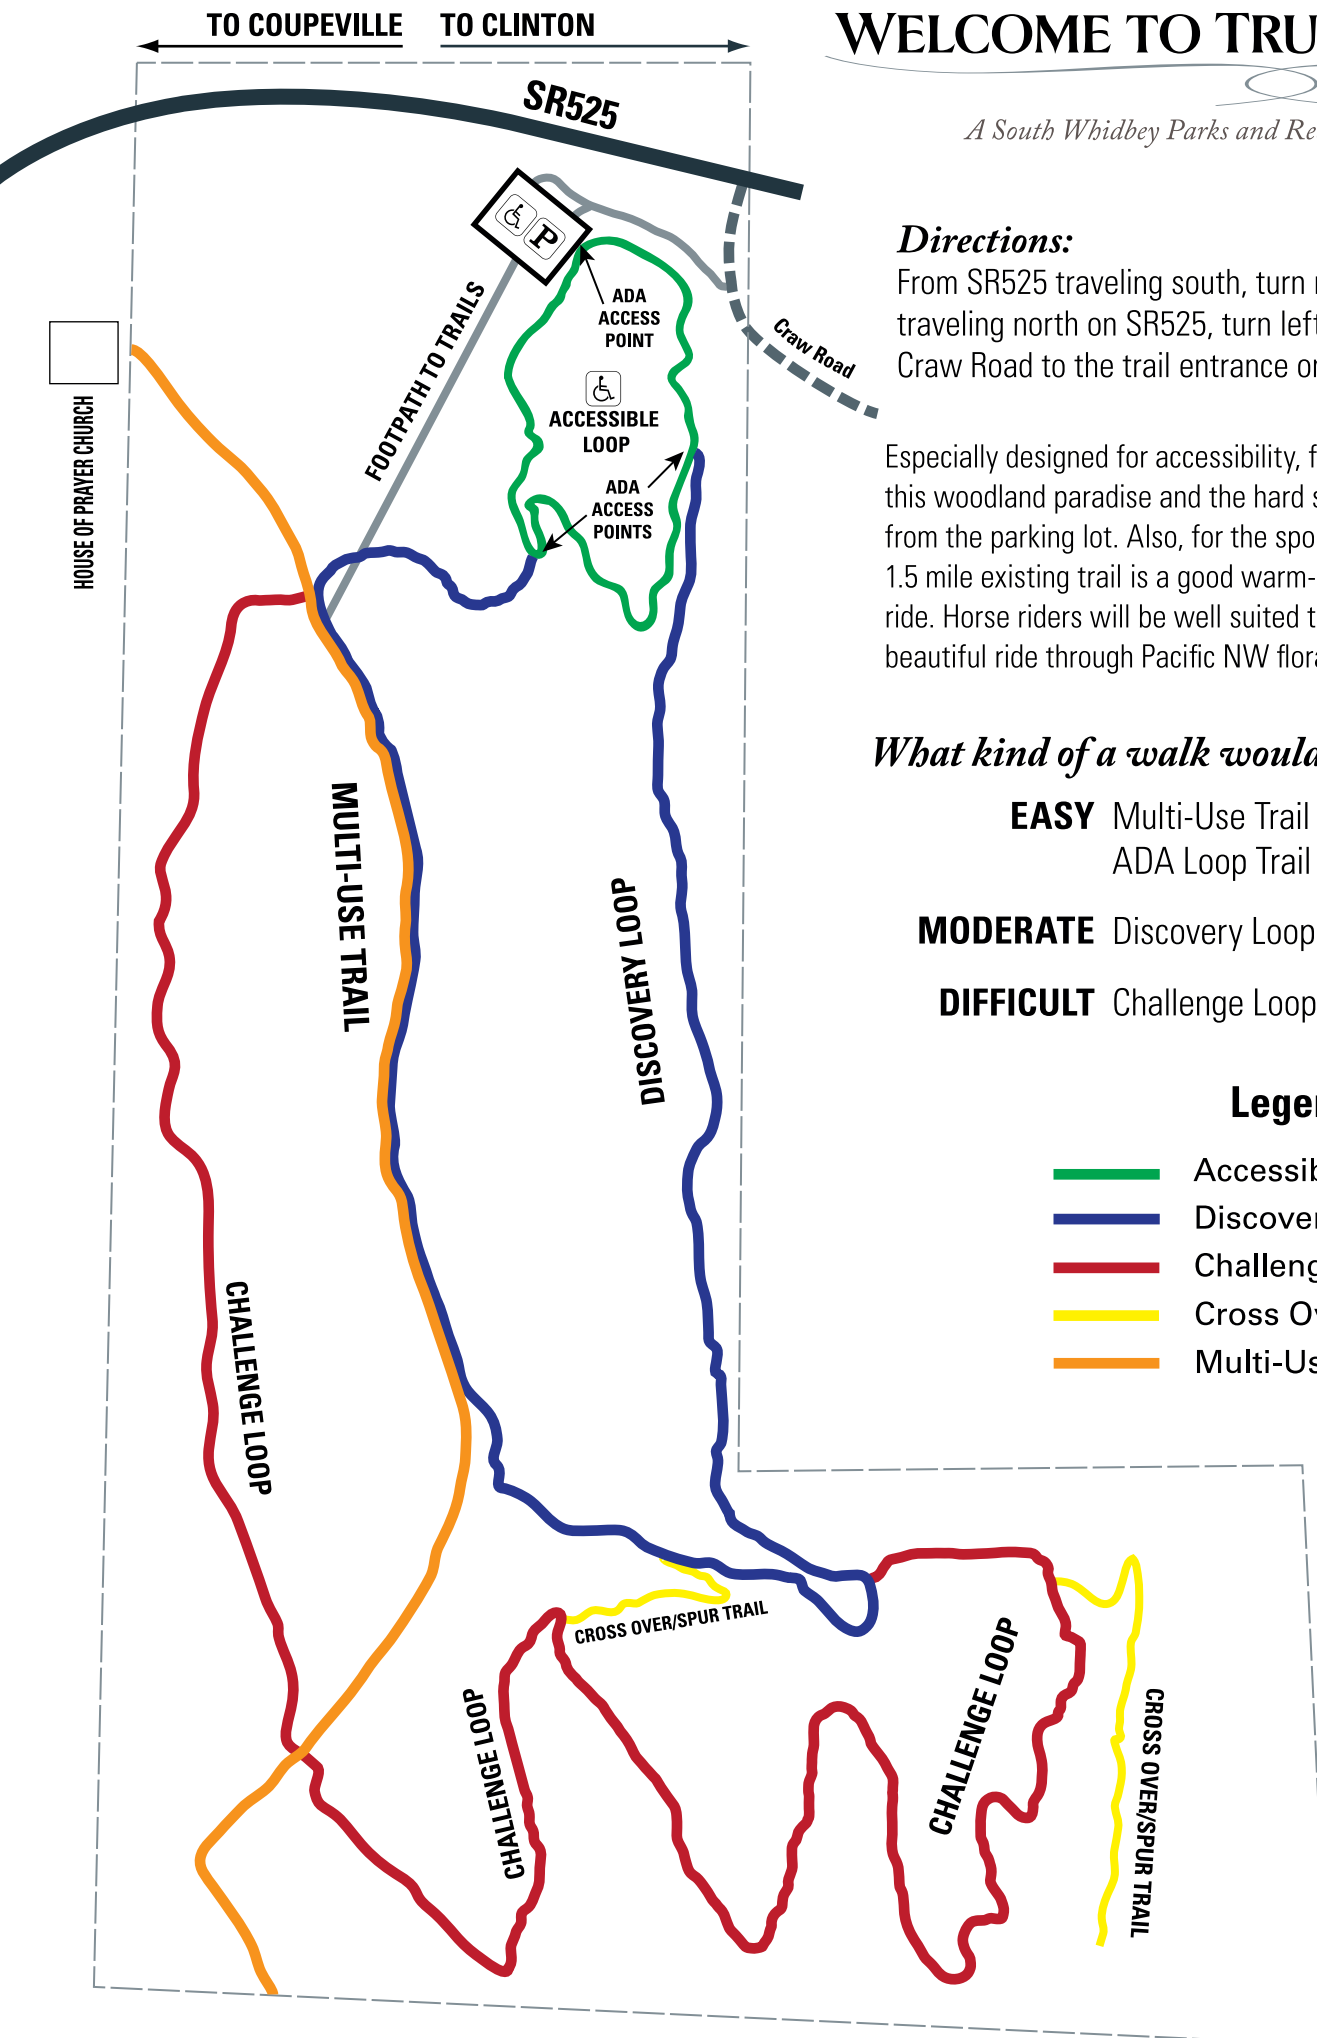 TO COUPEVILLE TO CLINTON
WELCOME TO TRU
A South Whidbey Parks and Re
SR525
P
Directions:
From SR525 traveling south, turn
traveling north on SR525, turn left
Craw Road to the trail entrance
ADA
ACCESS
POINT
Craw Road
FOOTPATH TO TRAILS
ACCESSIBLE
LOOP
HOUSE OF PRAYER CHURCH
ADA
ACCESS
POINTS
Especially designed for accessibility,
this woodland paradise and the hard
from the parking lot. Also, for the spo
1.5 mile existing trail is a good warm-
ride. Horse riders will be well suited
beautiful ride through Pacific NW flora
What kind of a walk would
EASY Multi-Use Trail
ADA Loop Trail
MODERATE Discovery Loop
DIFFICULT Challenge Loop
MULTI-USE TRAIL
DISCOVERY LOOP
Lege
Accessib
Discover
Challeng
Cross O
Multi-Us
CHALLENGE LOOP
CROSS OVER/SPUR TRAIL
CHALLENGE LOOP
CHALLENGE LOOP
CROSS OVER/SPUR TRAIL